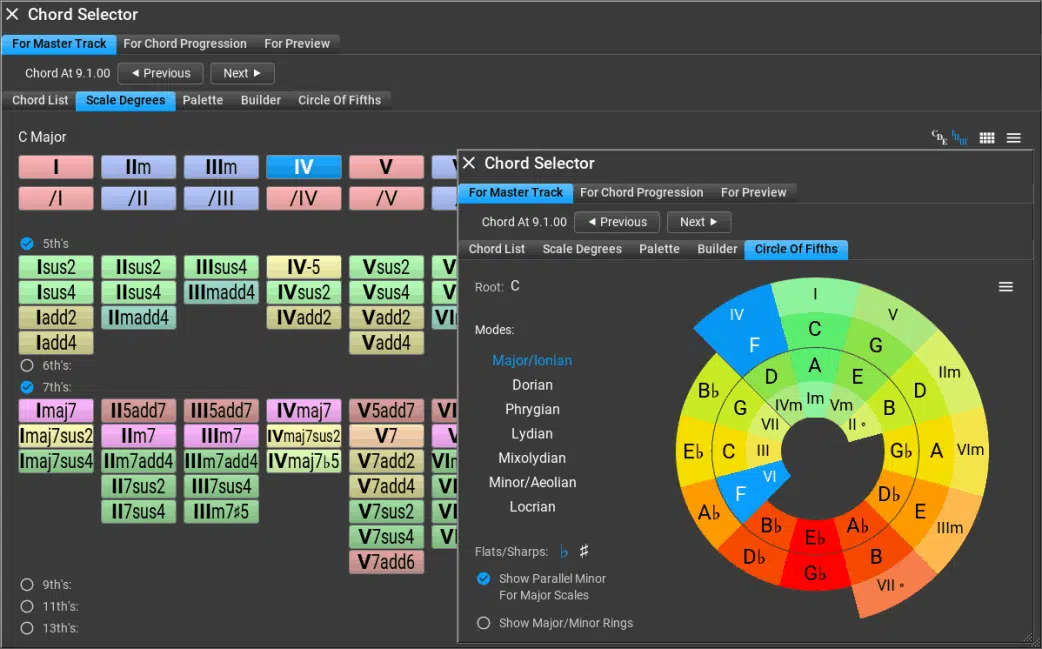 Chord Selector
For Master Track For Chord Progression For Preview
Chord At 9.1.00 Previous Next
Chord List Scale Degrees Palette Builder Circle Of Fifths
C Major
CDE I II III
I IIm IIIm IV V
/I /II /III /IV /V
5th's
Isus2 IIsus2 IIIsus4 IV-5 Vsus2
Isus4 IIsus4 IIImadd4 IVsus2 Vsus4
Iadd2 IImadd4 IVadd2 Vadd2
Iadd4 Vadd4
6th's:
7th's:
Imaj7 II5add7 III5add7 IVmaj7 V5add7
Imaj7sus2 IIm7 IIIm7 IVmaj7sus2 V7
Imaj7sus4 IIm7add4 IIIm7add4 IVmaj7♭5 V7add2
II7sus2 III7sus4 V7add4
II7sus4 IIIm7♯5 V7sus2
V7sus4
V7add6
9th's:
11th's:
13th's:
Chord Selector
For Master Track For Chord Progression For Preview
Chord At 9.1.00 Previous Next
Chord List Scale Degrees Palette Builder Circle Of Fifths
Root: C
Modes:
Major/Ionian
Dorian
Phrygian
Lydian
Mixolydian
Minor/Aeolian
Locrian
Flats/Sharps: ♭ ♯
Show Parallel Minor
For Major Scales
Show Major/Minor Rings
IV I V
F C G
IIm
D A E
B♭ D
IVm Im Vm
G B
VII II°
E♭ C III G♭ A VIm
VI
F D♭
A♭ E IIIm
B♭ E♭ A♭
D♭ G♭ B
VII°